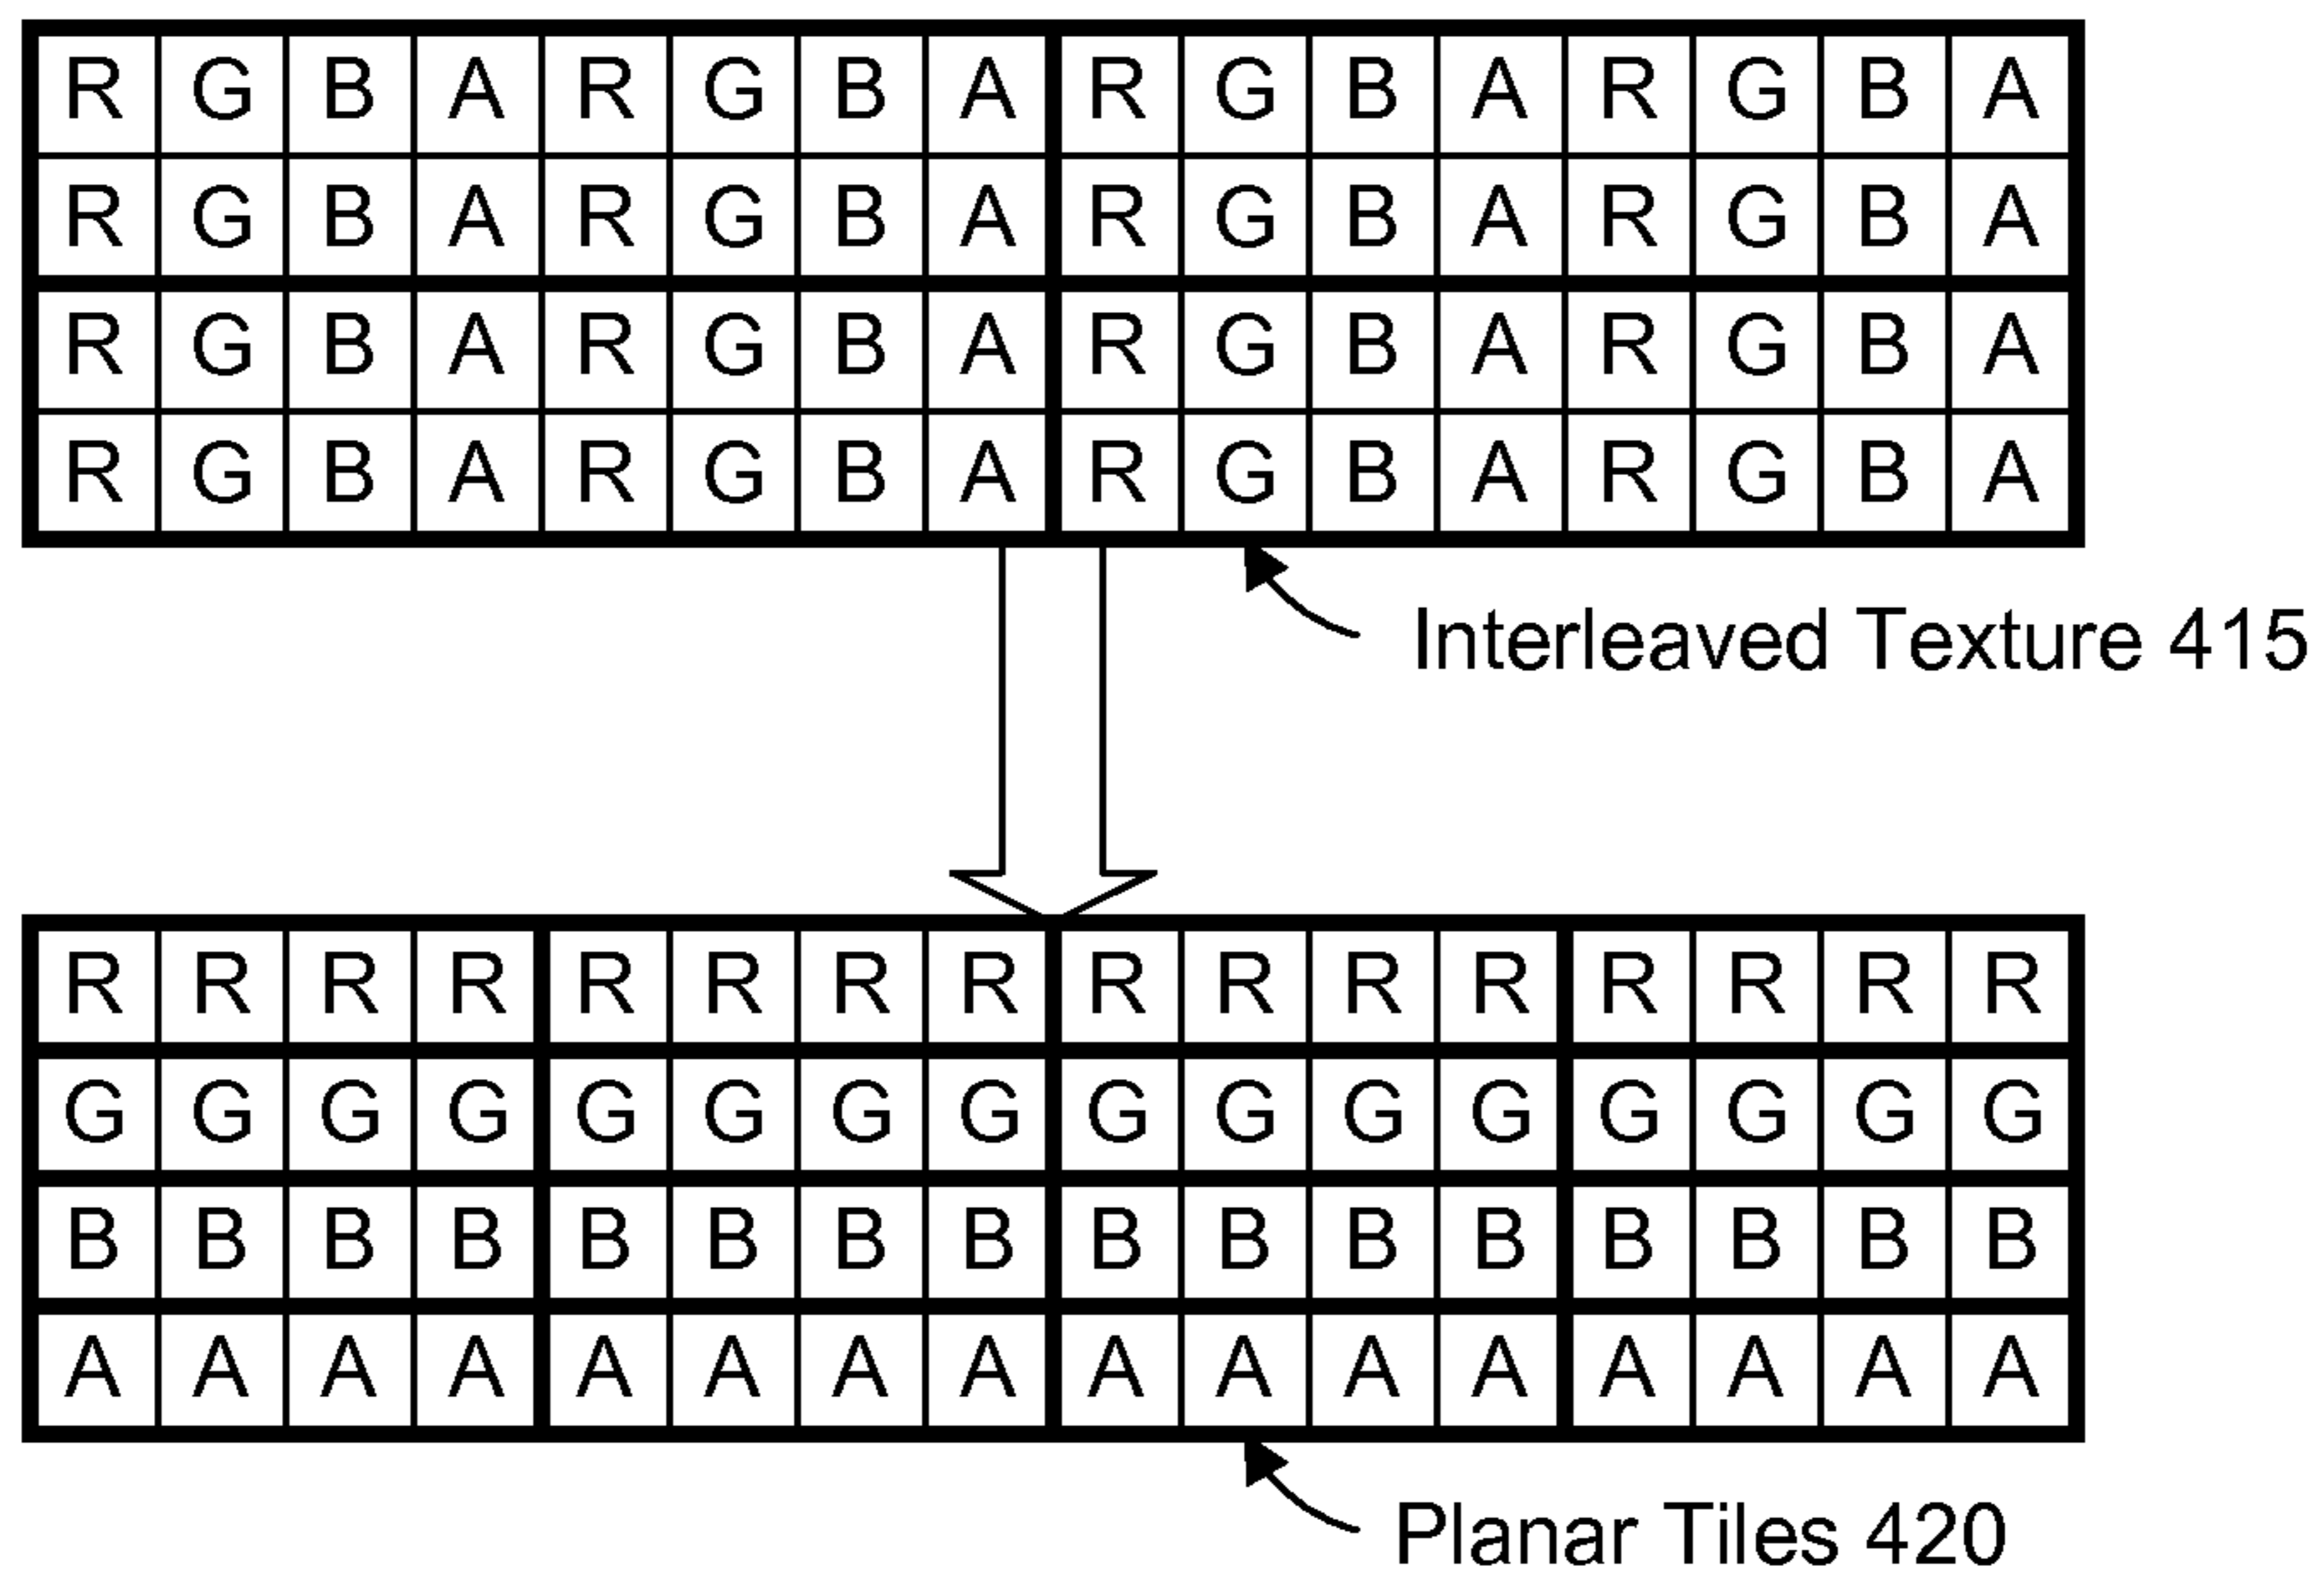 R G B A R G B A R G B A R G B A
R G B A R G B A R G B A R G B A
R G B A R G B A R G B A R G B A
R G B A R G B A R G B A R G B A
Interleaved Texture 415
R R R R R R R R R R R R R R R R
G G G G G G G G G G G G G G G G
B B B B B B B B B B B B B B B B
A A A A A A A A A A A A A A A A
Planar Tiles 420